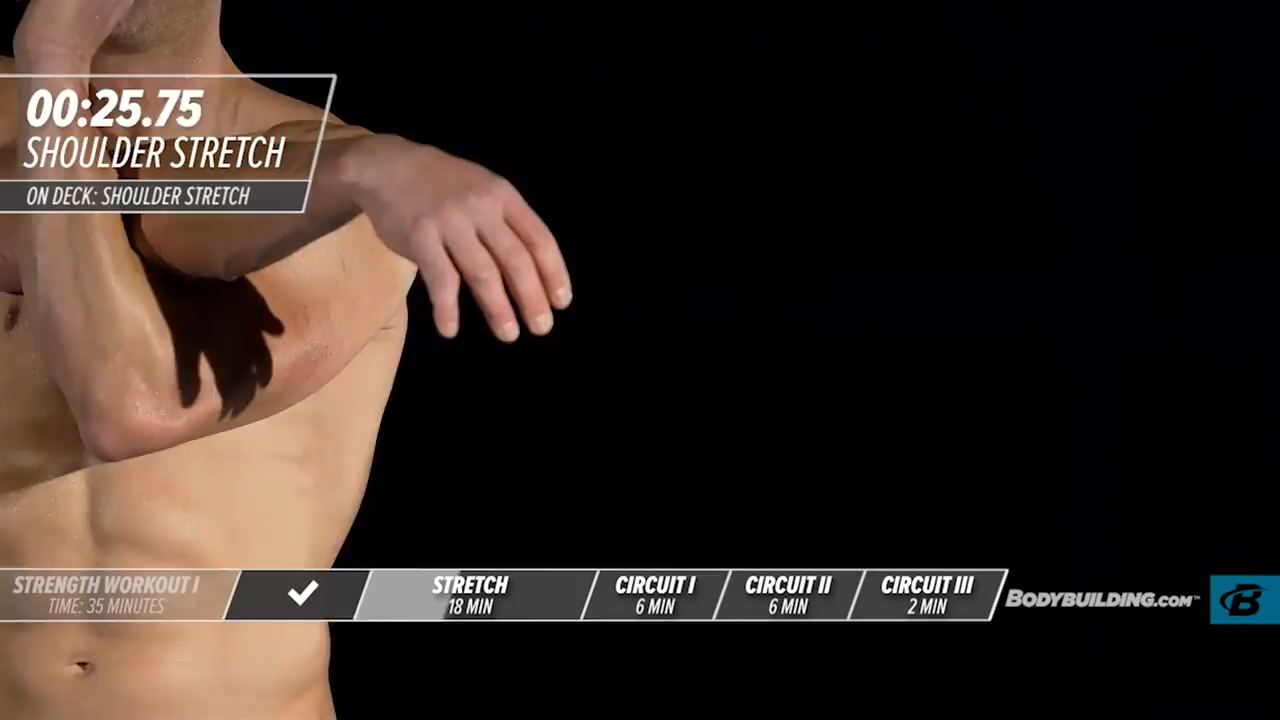 00:25.75
SHOULDER STRETCH
ON DECK: SHOULDER STRETCH
STRENGTH WORKOUT I
TIME: 35 MINUTES
STRETCH
18 MIN
CIRCUIT I
6 MIN
CIRCUIT II
6 MIN
CIRCUIT III
2 MIN
BODYBUILDING.COM™
B